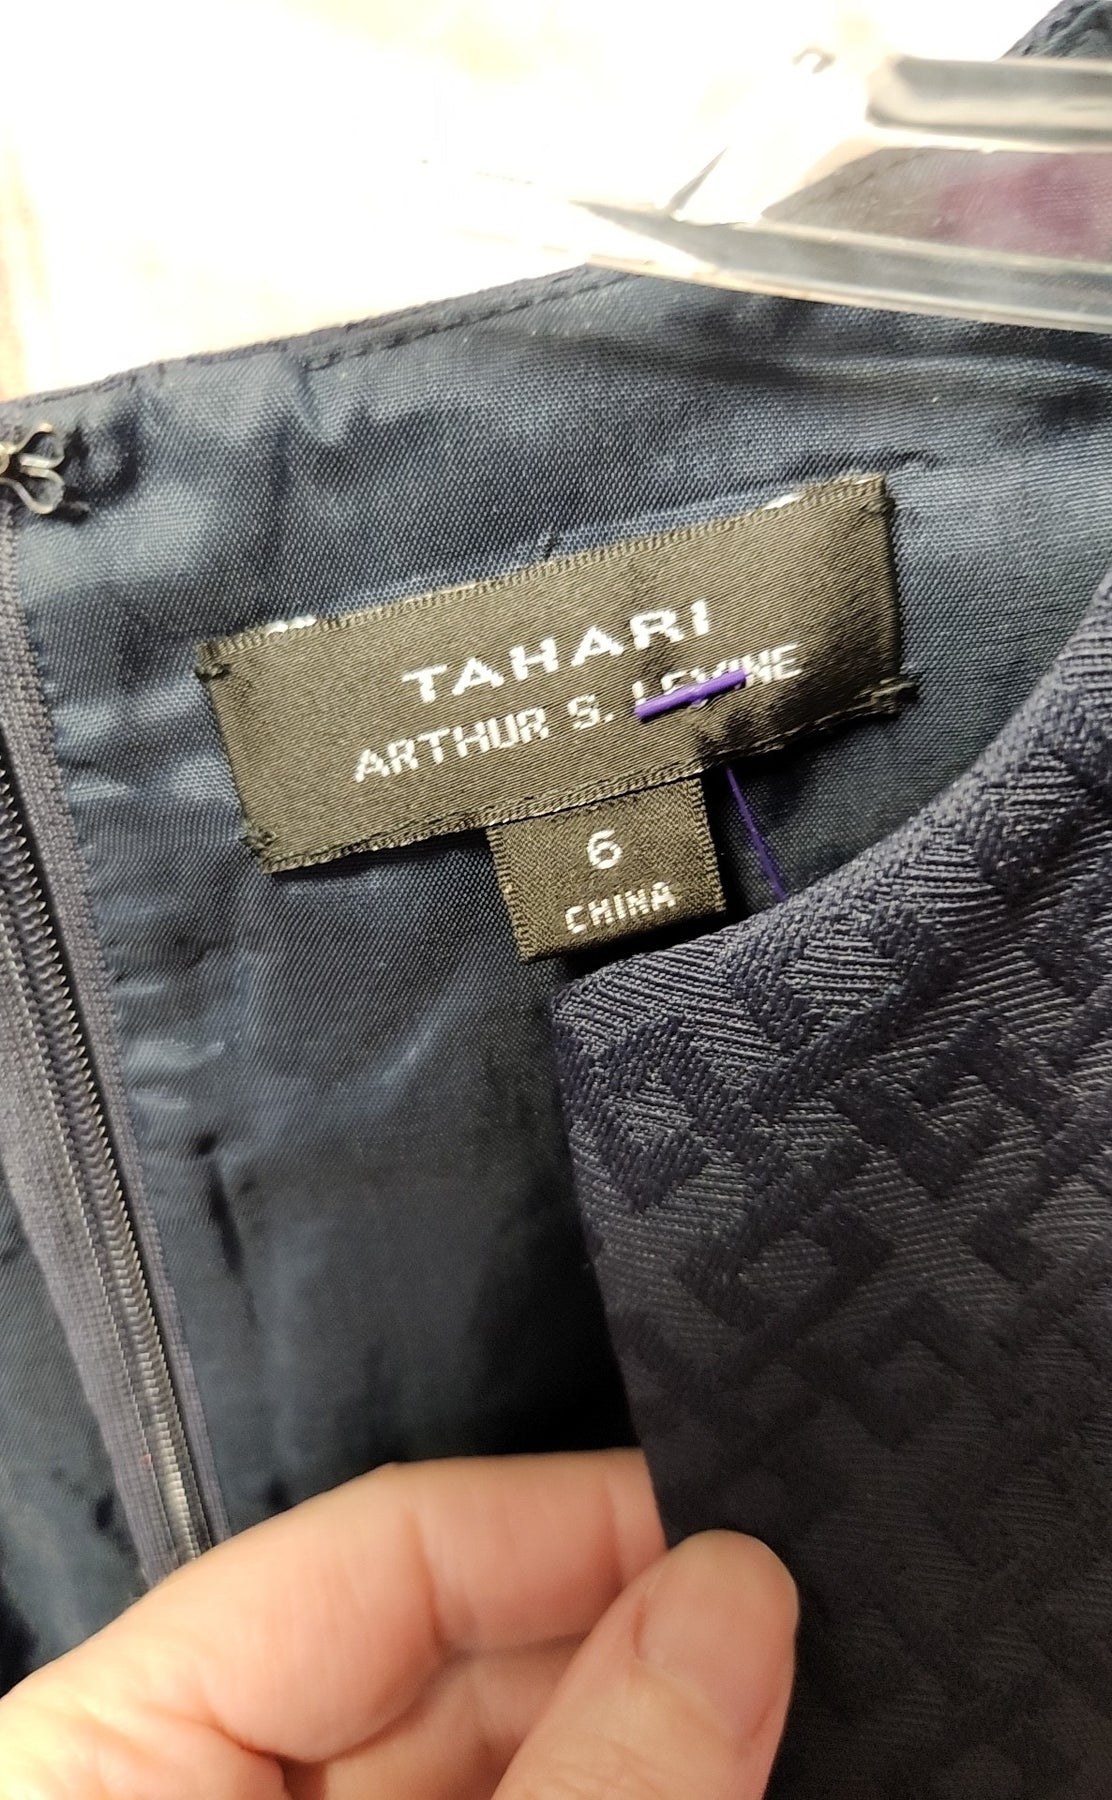 TAHARI
ARTHUR S. LEVINE
6
CHINA